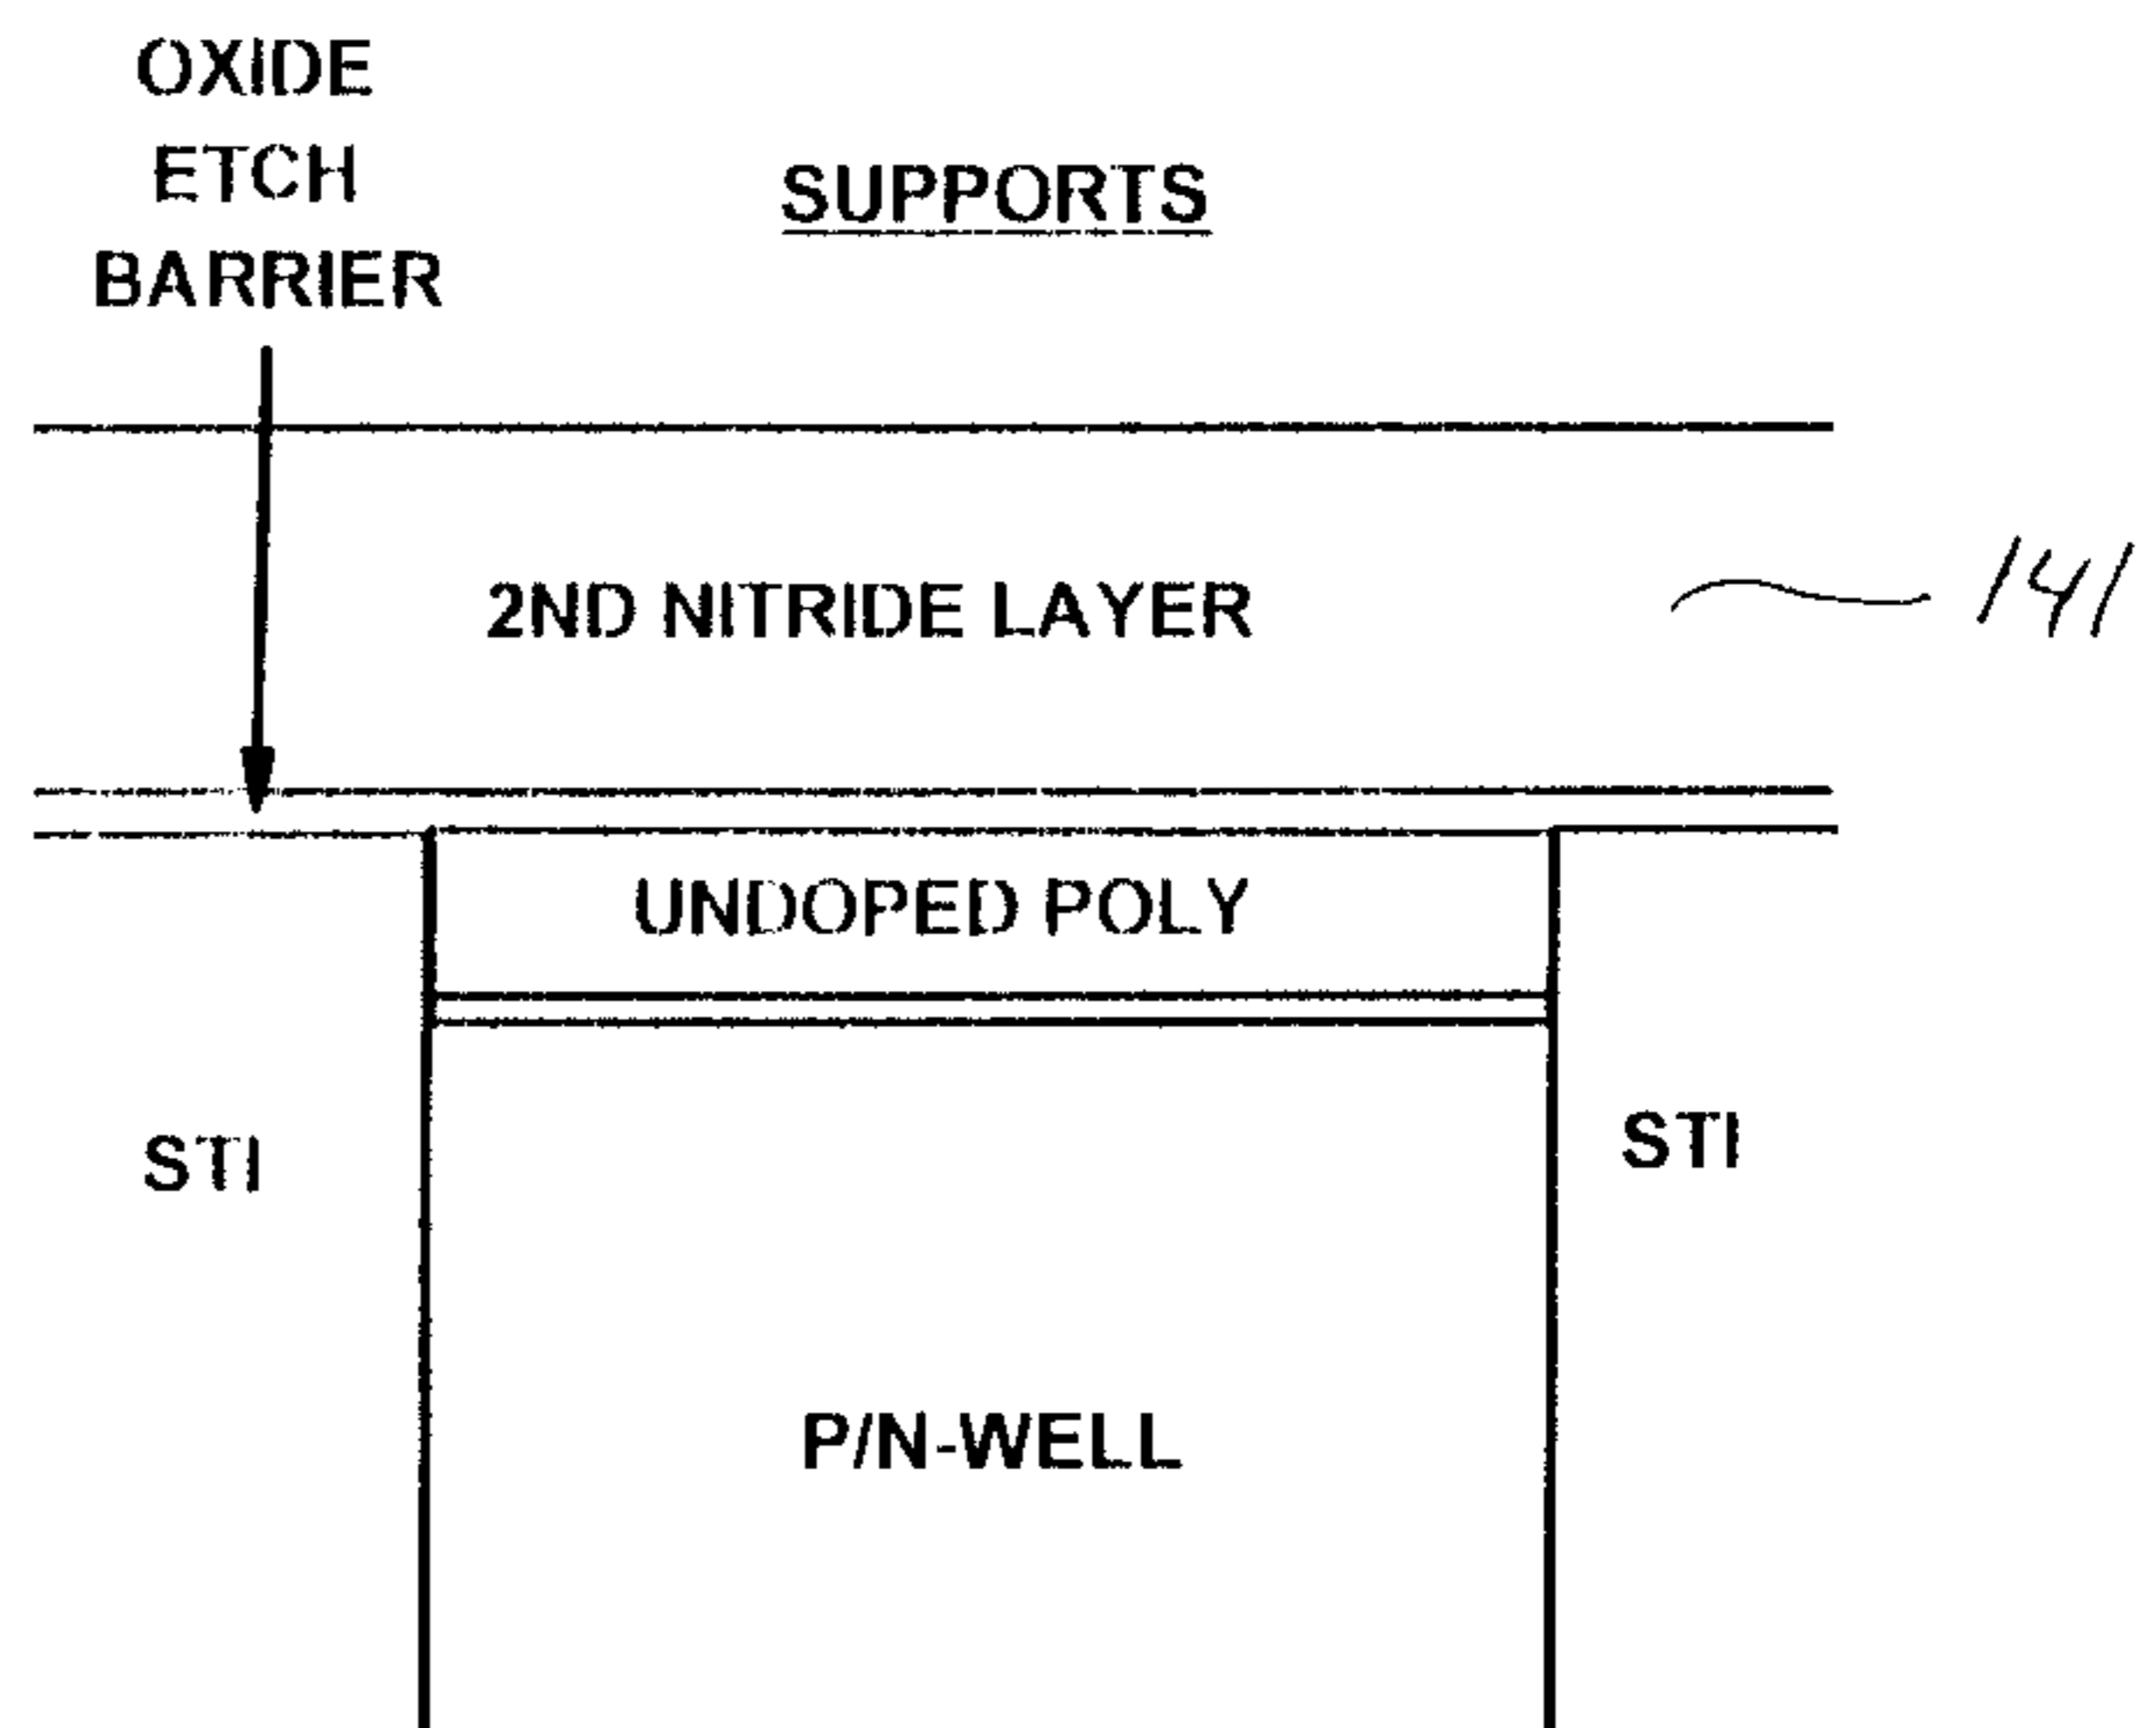 OXIDE
ETCH
BARRIER
SUPPORTS
2ND NITRIDE LAYER
141
UNDOPED POLY
STI
STI
P/N-WELL